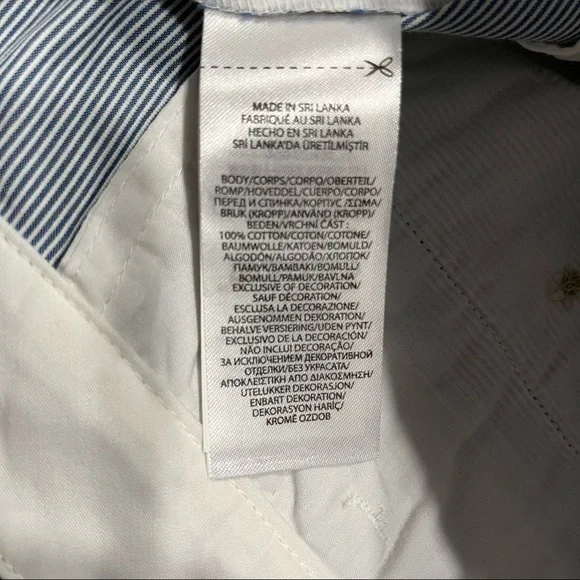 MADE IN SRI LANKA
FABRIQUÉ AU SRI LANKA
HECHO EN SRI LANKA
SRİ LANKA'DA ÜRETİLMİŞTİR
BODY/CORPS/CORPO/OBERTEIL/
ROMP/HOVEDDEL/CUERPO/CORPO/
ПЕРЕД И СПИНКА/КОРПУС /ΣΩΜΑ/
BRUK (KROPP)/ANVÄND (KROPP)/
BEDEN/VRCHNÍ ČÁST :
100% COTTON/COTON/COTONE/
BAUMWOLLE/KATOEN/BOMULD/
ALGODÓN/ALGODÃO/ХЛОПОК/
ПАМУК/ΒΑΜΒΑΚΙ/BOMULL/
BOMULL/PAMUK/BAVLNA
EXCLUSIVE OF DECORATION/
SAUF DÉCORATION/
ESCLUSA LA DECORAZIONE/
AUSGENOMMEN DEKORATION/
BEHALVE VERSIERING/UDEN PYNT/
EXCLUSIVO DE LA DECORACIÓN/
NÃO INCLUI DECORAÇÃO/
ЗА ИСКЛЮЧЕНИЕМ ДЕКОРАТИВНОЙ
ОТДЕЛКИ/БЕЗ УКРАСАТА/
ΑΠΟΚΛΕΙΣΤΙΚΗ ΑΠΟ ΔΙΑΚΟΣΜΗΣΗ/
UTELUKKER DEKORASJON/
ENBART DEKORATION/
DEKORASYON HARİÇ/
KROMĚ OZDOB